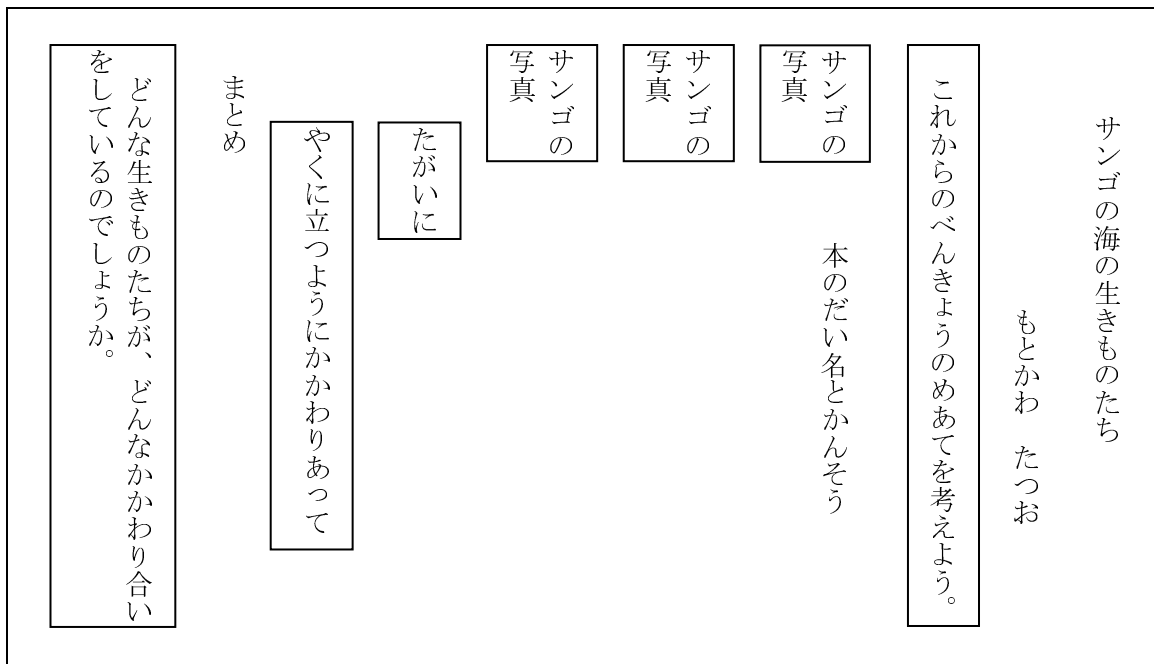 サンゴの海の生きものたち
もとかわ　たつお
これからのべんきょうのめあてを考えよう。
サンゴの
写真
本のだい名とかんそう
サンゴの
写真
サンゴの
写真
たがいに
やくに立つようにかかわりあって
まとめ
どんな生きものたちが、どんなかかわり合い
をしているのでしょうか。